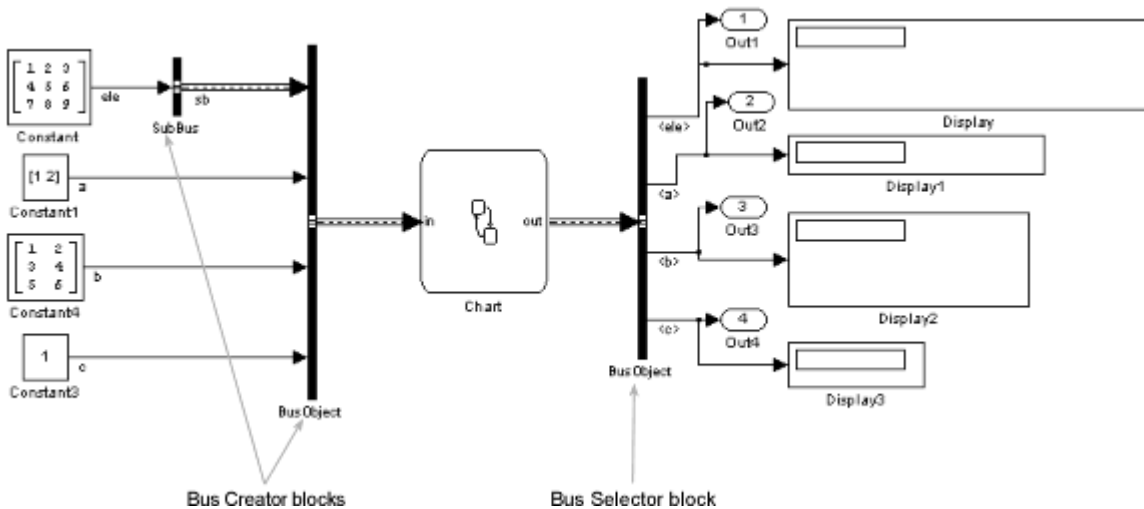 1 2 3
4 5 6
7 8 9
ele
sb
Constant
SubBus
[1 2]
a
Constant1
1 2
3 4
5 6
b
Constant4
1
c
Constant3
BusObject
in
out
Chart
<ele>
<a>
<b>
<c>
BusObject
1
Out1
2
Out2
3
Out3
4
Out4
Display
Display1
Display2
Display3
Bus Creator blocks
Bus Selector block